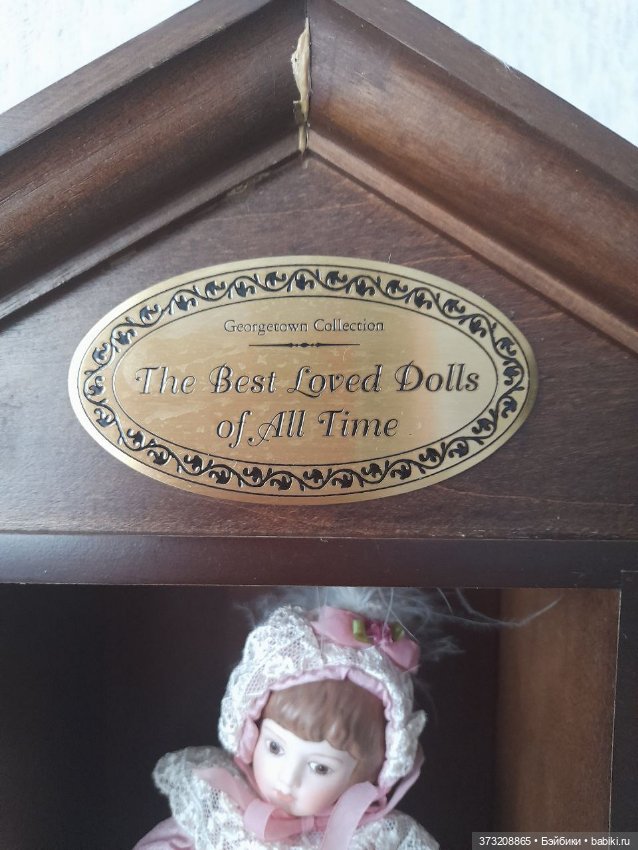 Georgetown Collection
The Best Loved Dolls
of All Time
373208865 • Бэйбики • babiki.ru